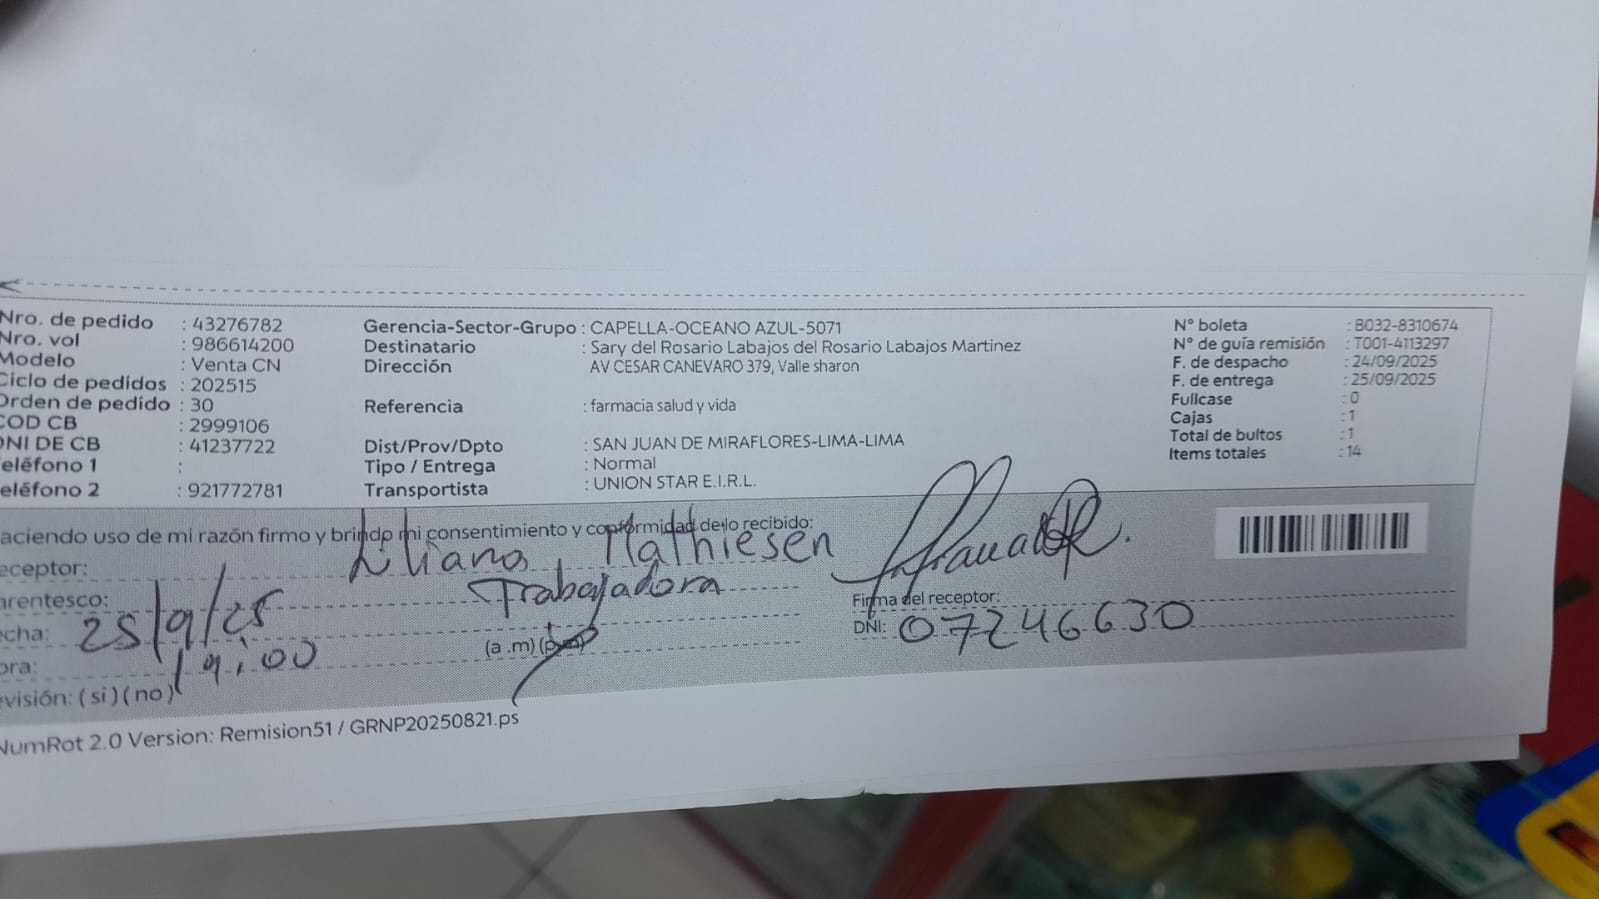 Nro. de pedido : 43276782
Nro. vol : 986614200
Modelo : Venta CN
Ciclo de pedidos : 202515
Orden de pedido : 30
COD CB : 2999106
DNI DE CB : 41237722
eléfono 1 :
eléfono 2 : 921772781
Gerencia-Sector-Grupo : CAPELLA-OCEANO AZUL-5071
Destinatario : Sary del Rosario Labajos del Rosario Labajos Martinez
Dirección AV CESAR CANEVARO 379, Valle sharon
Referencia : farmacia salud y vida
Dist/Prov/Dpto : SAN JUAN DE MIRAFLORES-LIMA-LIMA
Tipo / Entrega : Normal
Transportista : UNION STAR E.I.R.L.
N° boleta : B032-8310674
N° de guía remisión : T001-4113297
F. de despacho : 24/09/2025
F. de entrega : 25/09/2025
Fullcase : 0
Cajas : 1
Total de bultos : 1
Items totales : 14
aciendo uso de mi razón firmo y brindo mi consentimiento y conformidad de lo recibido:
eceptor: Liliana Mathiesen
arentesco: Trabajadora
echa: 25/9/25
ora: 19:00 (a .m) (p.m)
evisión: ( si ) ( no )
Firma del receptor:
DNI: 07246630
NumRot 2.0 Version: Remision51 / GRNP20250821.ps